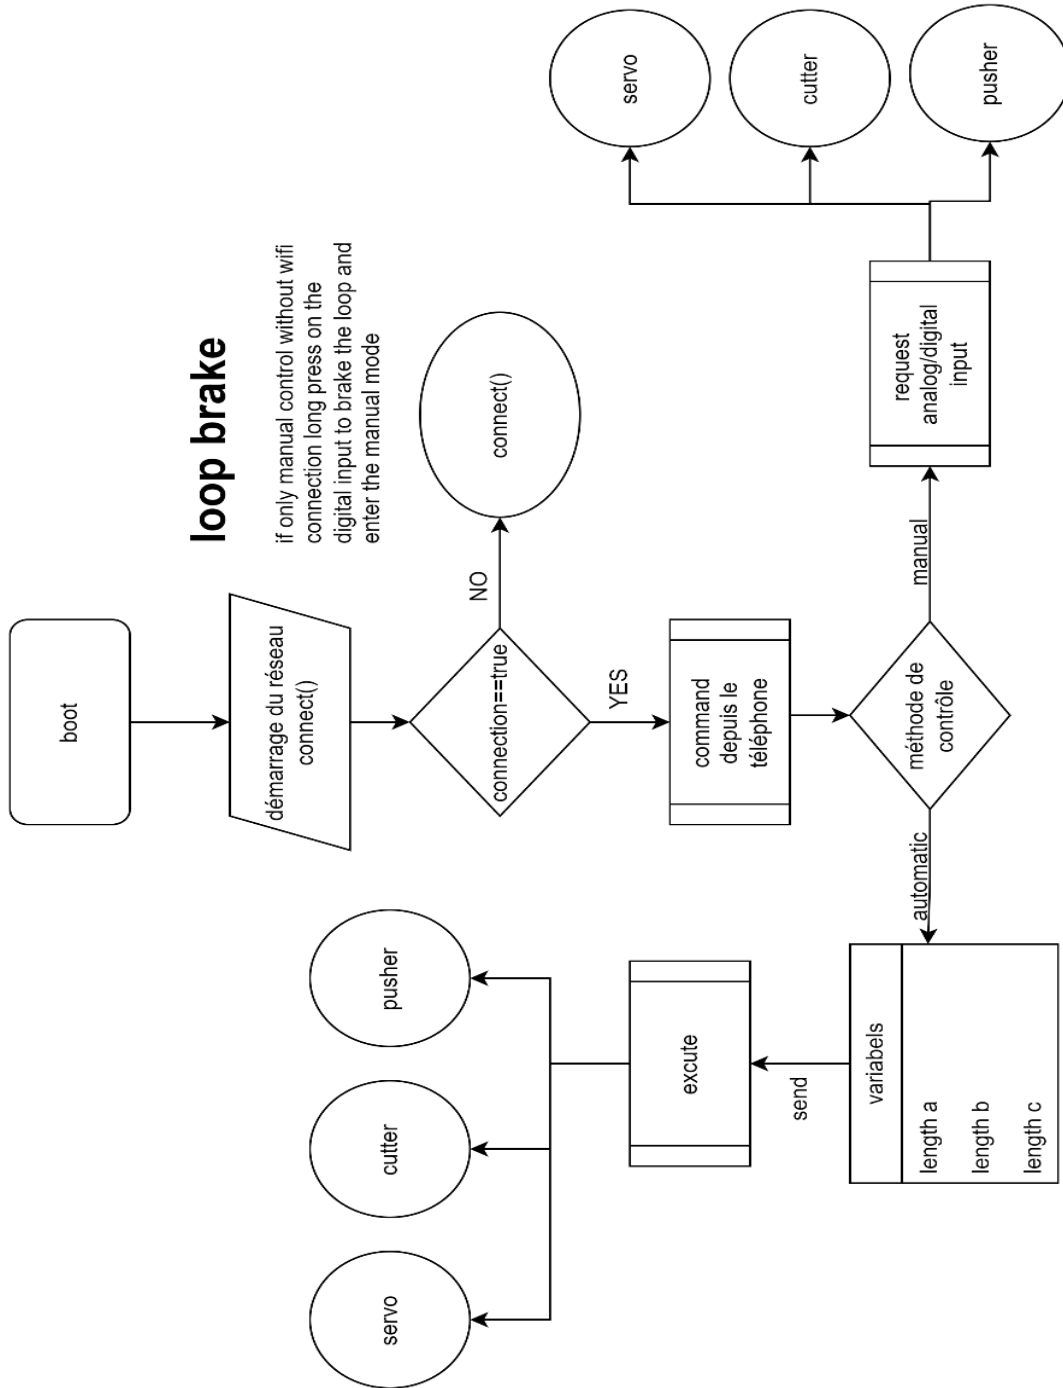 boot
démarrage du réseau
connect()
loop brake
if only manual control without wifi
connection long press on the
digital input to brake the loop and
enter the manual mode
connection==true
NO
connect()
YES
command
depuis le
téléphone
méthode de
contrôle
automatic
manual
variabels
length a
length b
length c
send
excute
servo
cutter
pusher
request
analog/digital
input
servo
cutter
pusher